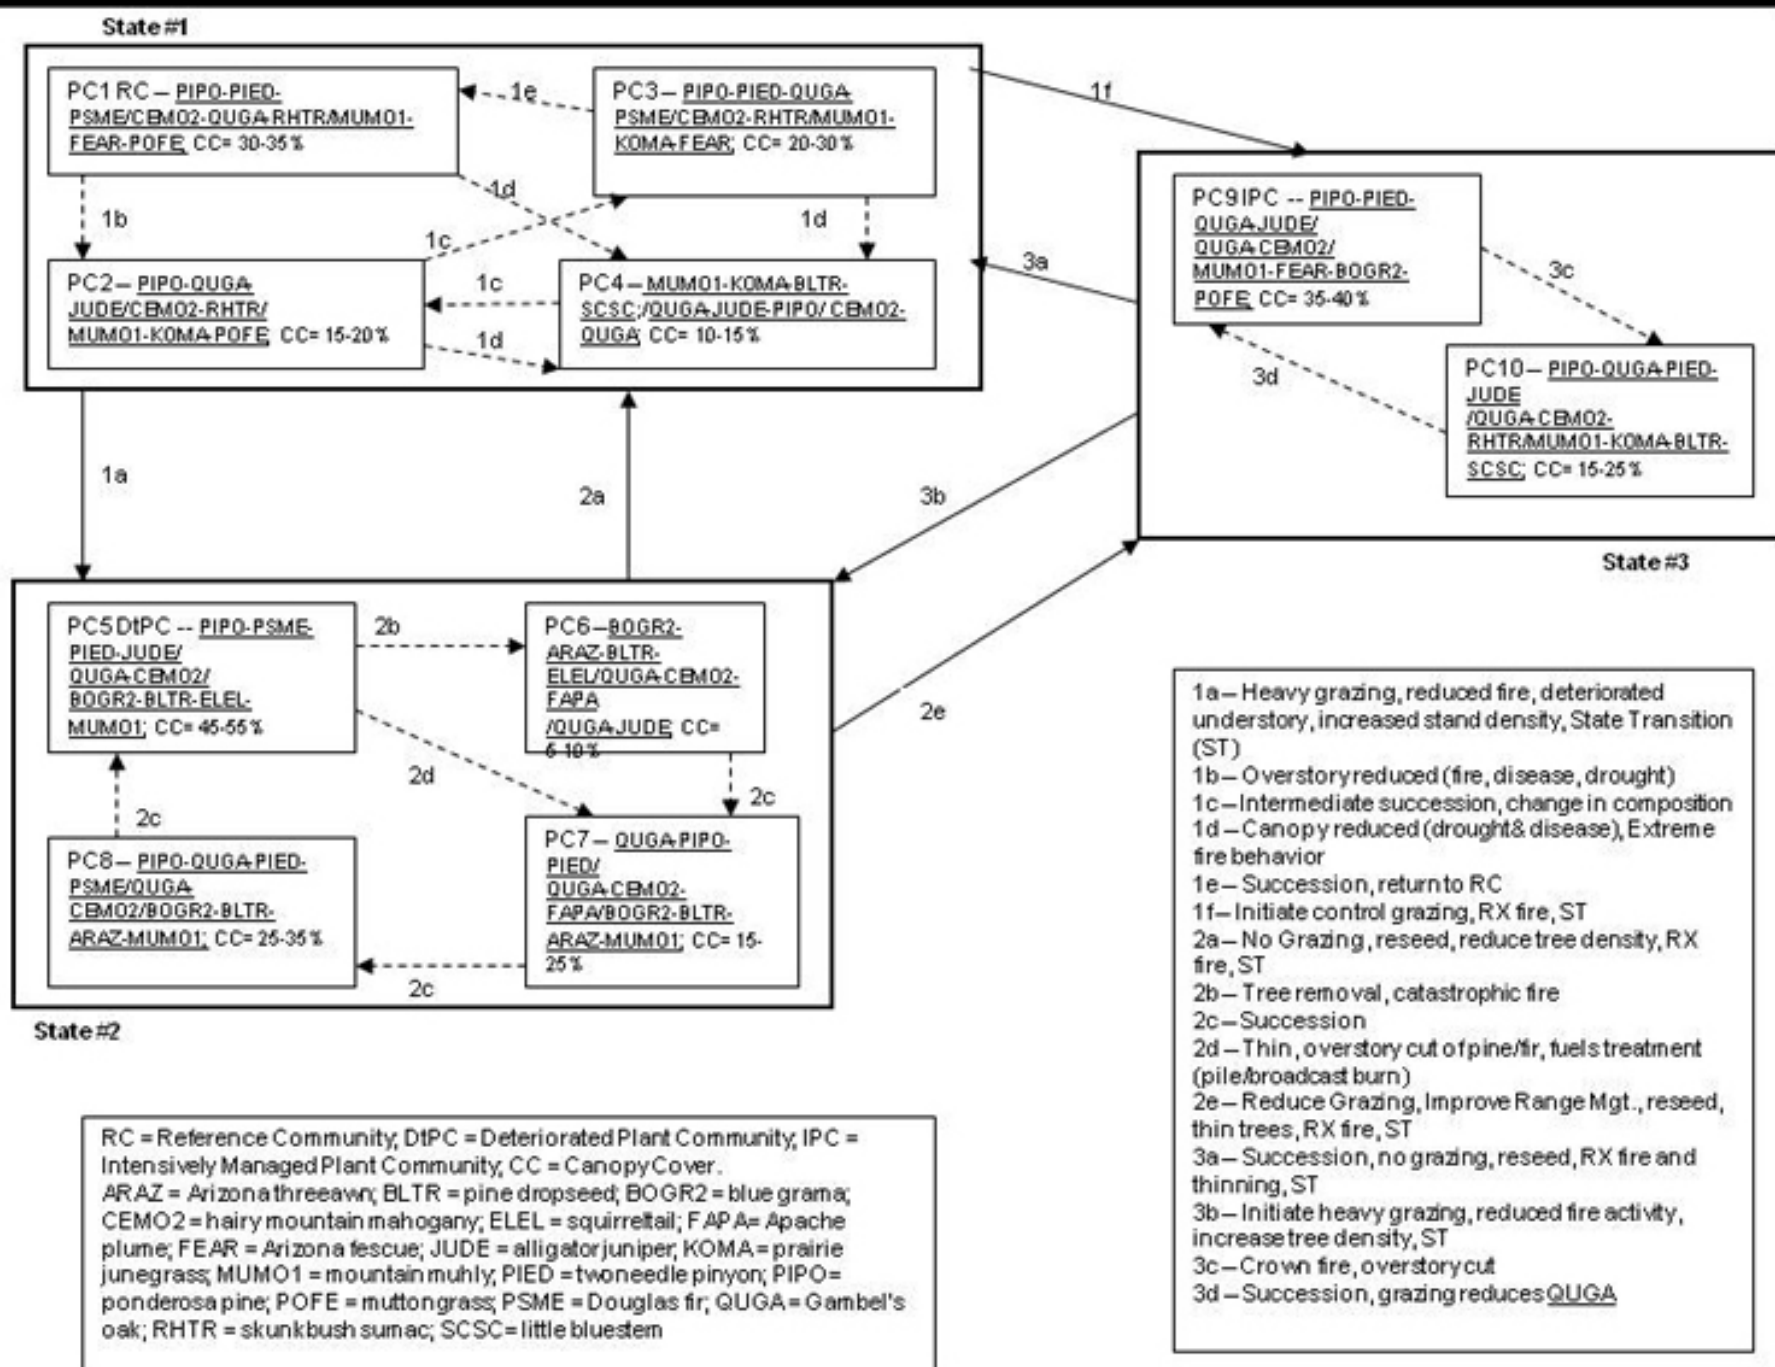 State #1
PC1 RC – PIPO-PIED-
PSME/CEMO2-QUGA-RHTR/MUMO1-
FEAR-POFE; CC= 30-35%
1e
PC3 – PIPO-PIED-QUGA-
PSME/CEMO2-RHTR/MUMO1-
KOMA-FEAR; CC= 20-30%
1f
1b
1d
1c
1d
PC2 – PIPO-QUGA-
JUDE/CEMO2-RHTR/
MUMO1-KOMA-POFE; CC= 15-20%
1c
1d
PC4 – MUMO1-KOMA-BLTR-
SCSC;/QUGA-JUDE-PIPO/ CEMO2-
QUGA; CC= 10-15%
3a
PC9 IPC -- PIPO-PIED-
QUGA-JUDE/
QUGA-CEMO2/
MUMO1-FEAR-BOGR2-
POFE; CC= 35-40%
3c
3d
PC10 – PIPO-QUGA-PIED-
JUDE
/QUGA-CEMO2-
RHTR/MUMO1-KOMA-BLTR-
SCSC; CC= 15-25%
State #3
1a
2a
3b
2e
PC5 DtPC -- PIPO-PSME-
PIED-JUDE/
QUGA-CEMO2/
BOGR2-BLTR-ELEL-
MUMO1; CC= 45-55%
2b
PC6 –BOGR2-
ARAZ-BLTR-
ELEL/QUGA-CEMO2-
FAPA
/QUGA-JUDE; CC=
5-10%
2d
2c
2c
PC8 – PIPO-QUGA-PIED-
PSME/QUGA-
CEMO2/BOGR2-BLTR-
ARAZ-MUMO1; CC= 25-35%
PC7 – QUGA-PIPO-
PIED/
QUGA-CEMO2-
FAPA/BOGR2-BLTR-
ARAZ-MUMO1; CC= 15-
25%
2c
State #2
1a – Heavy grazing, reduced fire, deteriorated
understory, increased stand density, State Transition
(ST)
1b – Overstory reduced (fire, disease, drought)
1c – Intermediate succession, change in composition
1d – Canopy reduced (drought & disease), Extreme
fire behavior
1e – Succession, return to RC
1f – Initiate control grazing, RX fire, ST
2a – No Grazing, reseed, reduce tree density, RX
fire, ST
2b – Tree removal, catastrophic fire
2c – Succession
2d – Thin, overstory cut of pine/fir, fuels treatment
(pile/broadcast burn)
2e – Reduce Grazing, Improve Range Mgt., reseed,
thin trees, RX fire, ST
3a – Succession, no grazing, reseed, RX fire and
thinning, ST
3b – Initiate heavy grazing, reduced fire activity,
increase tree density, ST
3c – Crown fire, overstory cut
3d – Succession, grazing reduces QUGA
RC = Reference Community; DtPC = Deteriorated Plant Community; IPC =
Intensively Managed Plant Community; CC = Canopy Cover.
ARAZ = Arizona threeawn; BLTR = pine dropseed; BOGR2 = blue grama;
CEMO2 = hairy mountain mahogany; ELEL = squirreltail; FAPA= Apache
plume; FEAR = Arizona fescue; JUDE = alligator juniper; KOMA = prairie
junegrass; MUMO1 = mountain muhly; PIED = twoneedle pinyon; PIPO=
ponderosa pine; POFE = muttongrass; PSME = Douglas fir; QUGA = Gambel's
oak; RHTR = skunkbush sumac; SCSC= little bluestem